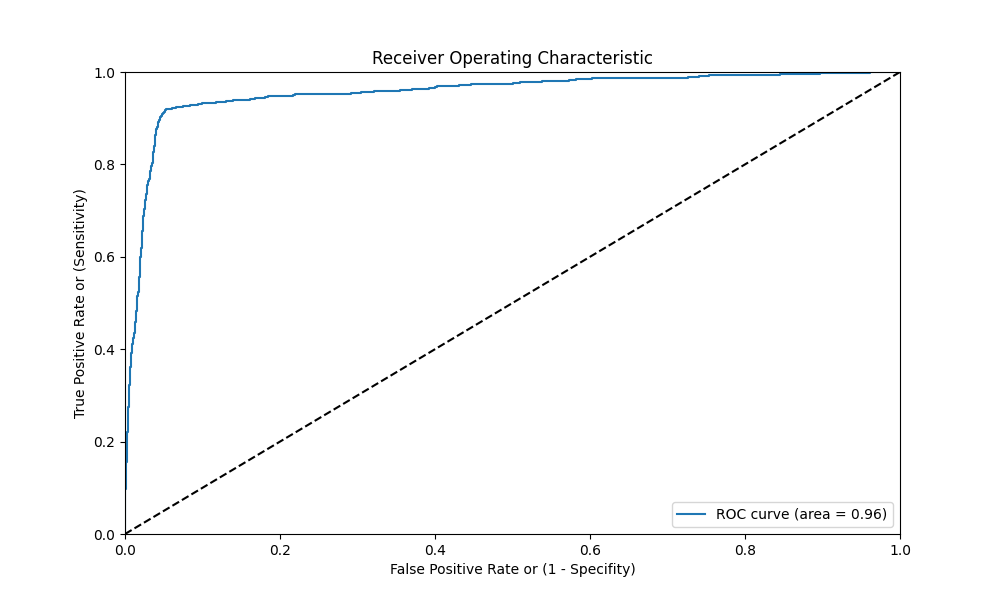 Receiver Operating Characteristic
1.0
0.8
0.6
0.4
0.2
0.0
True Positive Rate or (Sensitivity)
ROC curve (area = 0.96)
0.0 0.2 0.4 0.6 0.8 1.0
False Positive Rate or (1 - Specifity)